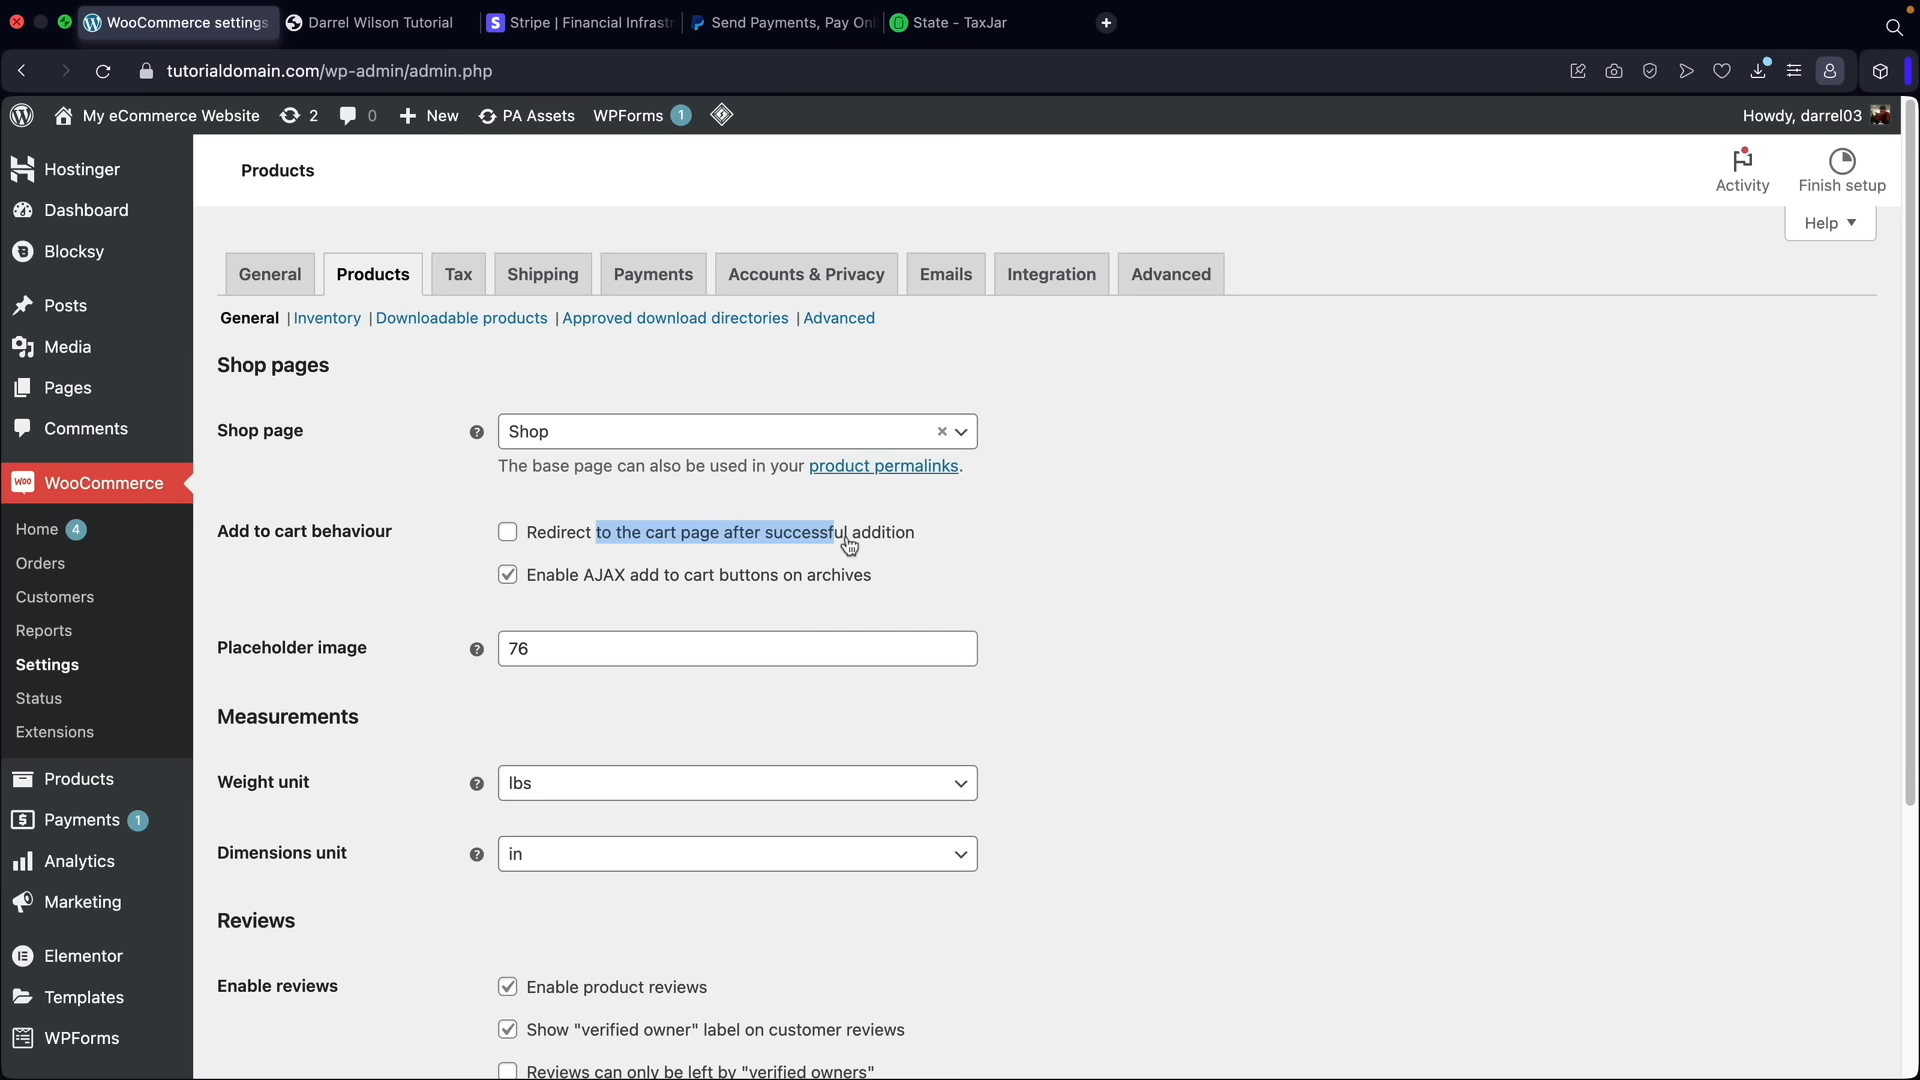 WooCommerce settings
Darrel Wilson Tutorial
Stripe | Financial Infrast
Send Payments, Pay Onl
State - TaxJar
tutorialdomain.com/wp-admin/admin.php
My eCommerce Website
2
0
New
PA Assets
WPForms 1
Howdy, darrel03
Hostinger
Dashboard
Blocksy
Posts
Media
Pages
Comments
WooCommerce
Home 4
Orders
Customers
Reports
Settings
Status
Extensions
Products
Payments 1
Analytics
Marketing
Elementor
Templates
WPForms
Products
Activity
Finish setup
Help
General
Products
Tax
Shipping
Payments
Accounts & Privacy
Emails
Integration
Advanced
General | Inventory | Downloadable products | Approved download directories | Advanced
Shop pages
Shop page
Shop
The base page can also be used in your product permalinks.
Add to cart behaviour
Redirect to the cart page after successful addition
Enable AJAX add to cart buttons on archives
Placeholder image
76
Measurements
Weight unit
lbs
Dimensions unit
in
Reviews
Enable reviews
Enable product reviews
Show "verified owner" label on customer reviews
Reviews can only be left by "verified owners"